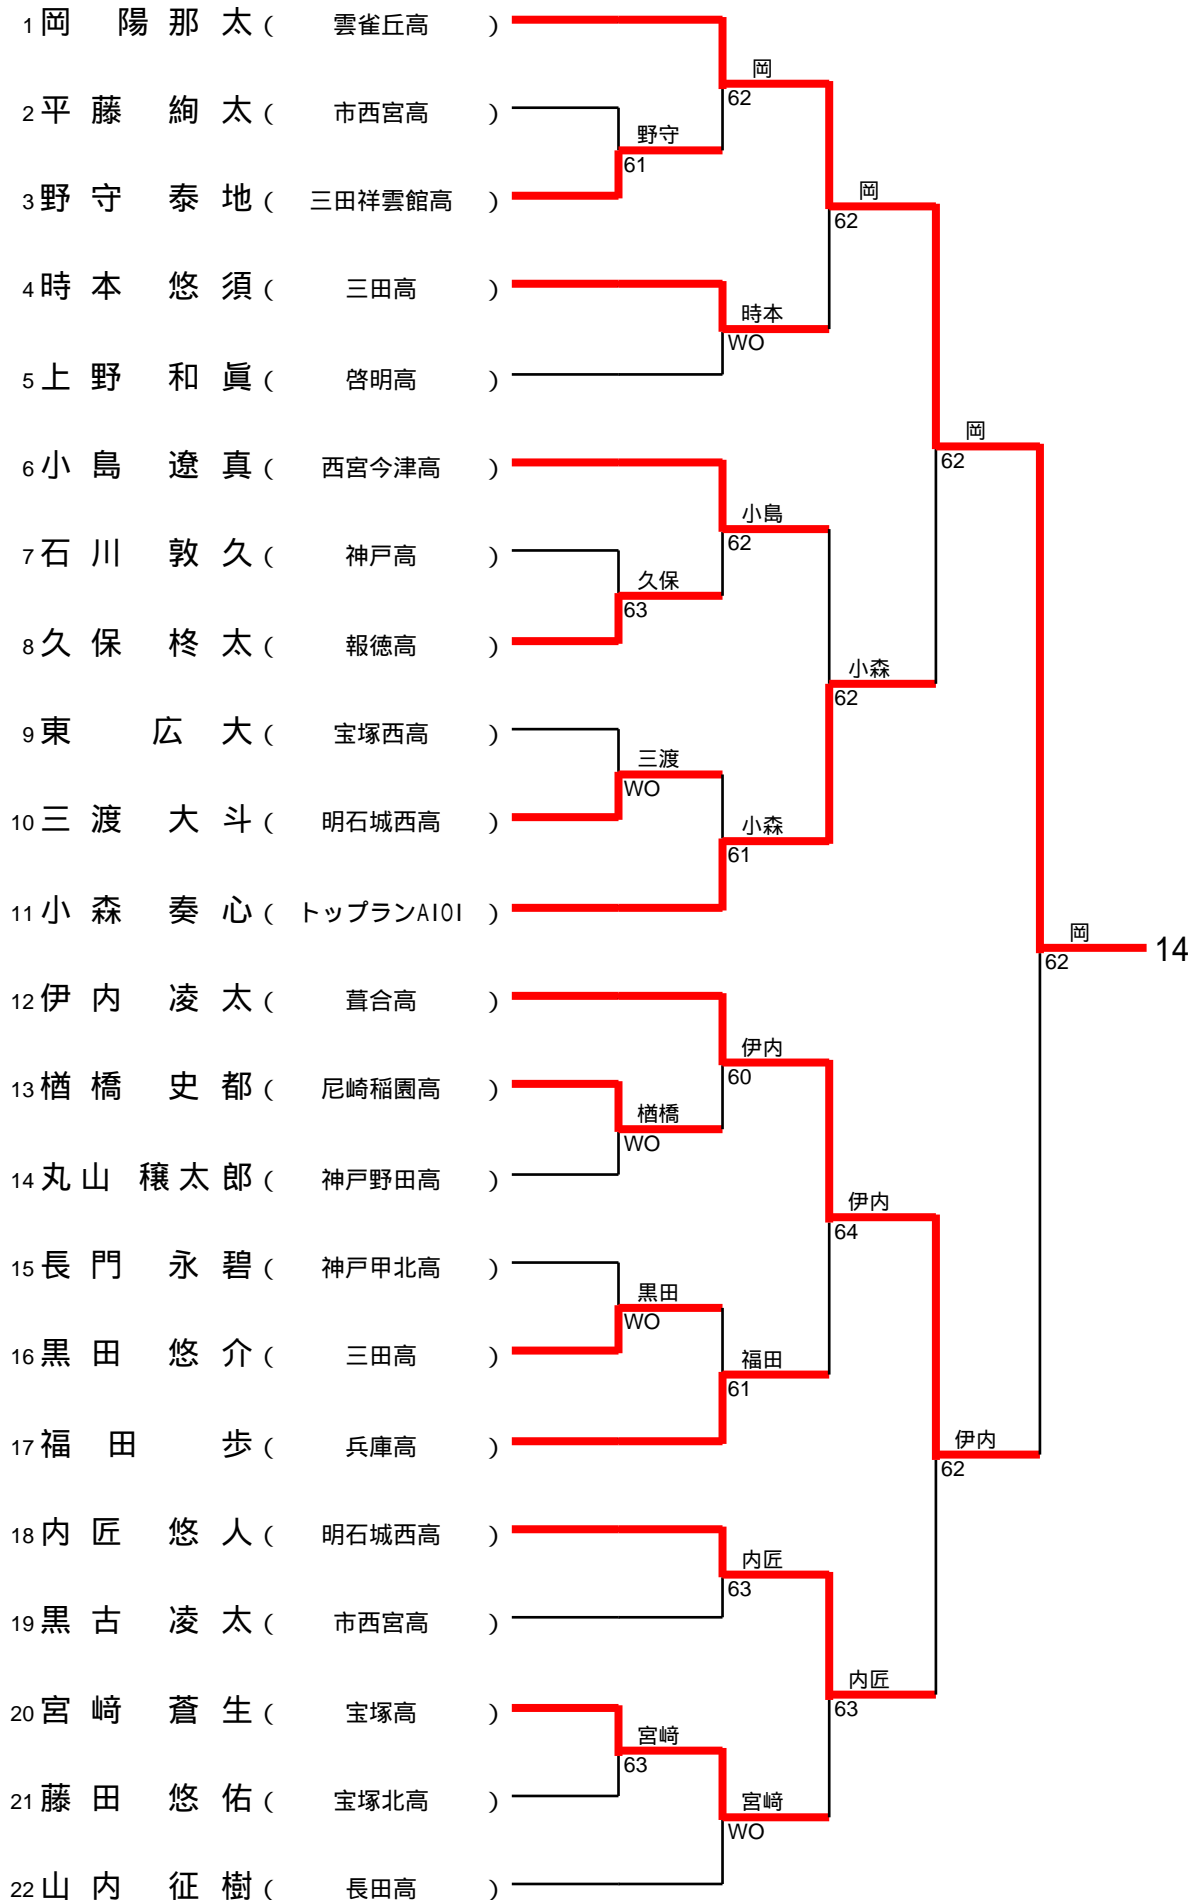 1 岡 陽那太 ( 雲雀丘高 )
岡
62
2 平藤 絢太 ( 市西宮高 )
野守
61
3 野守 泰地 ( 三田祥雲館高 )
岡
62
4 時本 悠須 ( 三田高 )
時本
WO
5 上野 和眞 ( 啓明高 )
岡
62
6 小島 遼真 ( 西宮今津高 )
小島
62
7 石川 敦久 ( 神戸高 )
久保
63
8 久保 柊太 ( 報徳高 )
小森
62
9 東 広大 ( 宝塚西高 )
三渡
WO
10 三渡 大斗 ( 明石城西高 )
小森
61
11 小森 奏心 ( トップランAIOI )
岡
62
14
12 伊内 凌太 ( 葺合高 )
伊内
60
13 楢橋 史都 ( 尼崎稲園高 )
楢橋
WO
14 丸山 穣太郎 ( 神戸野田高 )
伊内
64
15 長門 永碧 ( 神戸甲北高 )
黒田
WO
16 黒田 悠介 ( 三田高 )
福田
61
17 福田 歩 ( 兵庫高 )
伊内
62
18 内匠 悠人 ( 明石城西高 )
内匠
63
19 黒古 凌太 ( 市西宮高 )
内匠
63
20 宮﨑 蒼生 ( 宝塚高 )
宮﨑
63
21 藤田 悠佑 ( 宝塚北高 )
宮﨑
WO
22 山内 征樹 ( 長田高 )